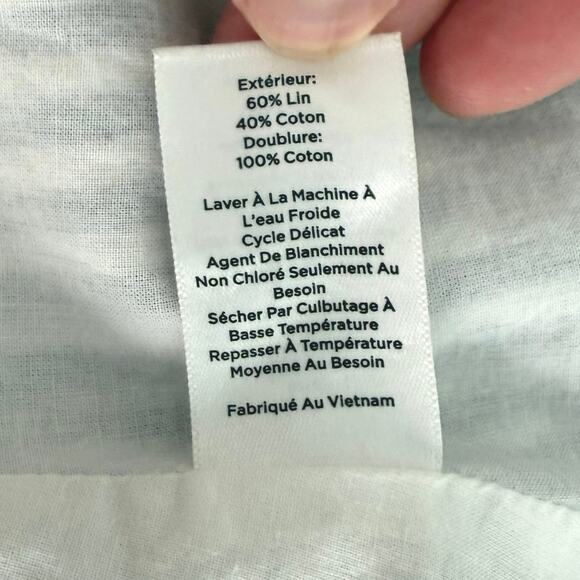 Extérieur:
60% Lin
40% Coton
Doublure:
100% Coton
Laver À La Machine À
L'eau Froide
Cycle Délicat
Agent De Blanchiment
Non Chloré Seulement Au
Besoin
Sécher Par Culbutage À
Basse Température
Repasser À Température
Moyenne Au Besoin
Fabriqué Au Vietnam